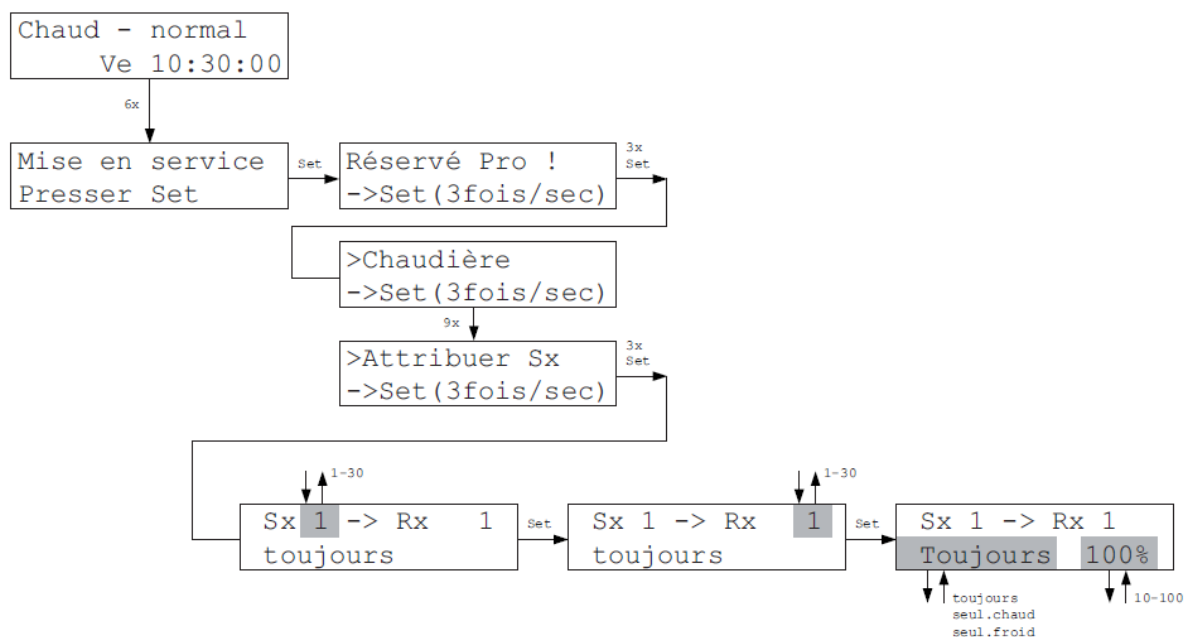 Chaud - normal
Ve 10:30:00
6x
Mise en service
Presser Set
Set
Réservé Pro !
->Set(3fois/sec)
3x
Set
>Chaudière
->Set(3fois/sec)
9x
>Attribuer Sx
->Set(3fois/sec)
3x
Set
1-30
Sx 1 -> Rx 1
toujours
Set
1-30
Sx 1 -> Rx 1
toujours
Set
Sx 1 -> Rx 1
Toujours 100%
toujours
seul.chaud
seul.froid
10-100